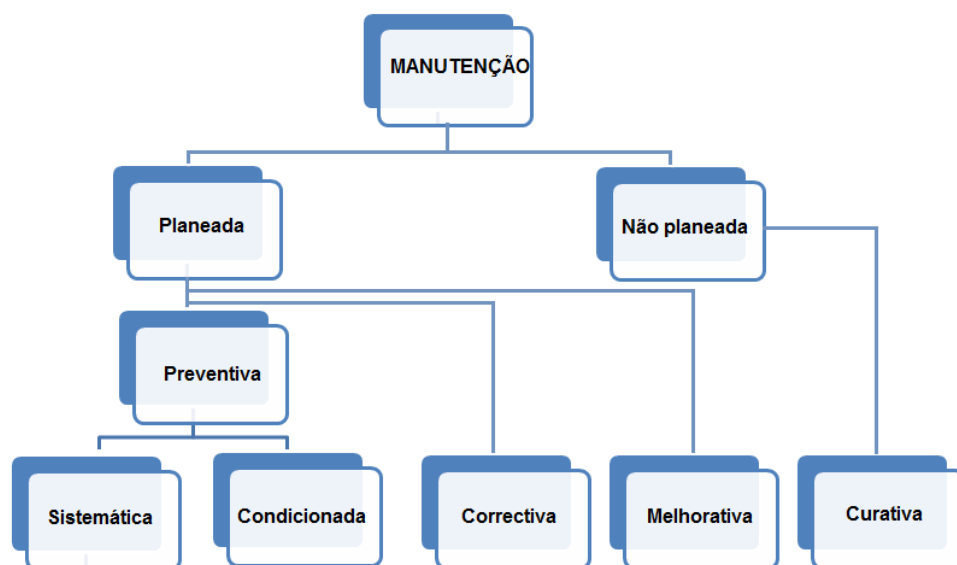 MANUTENÇÃO
Planeada
Não planeada
Preventiva
Sistemática
Condicionada
Correctiva
Melhorativa
Curativa